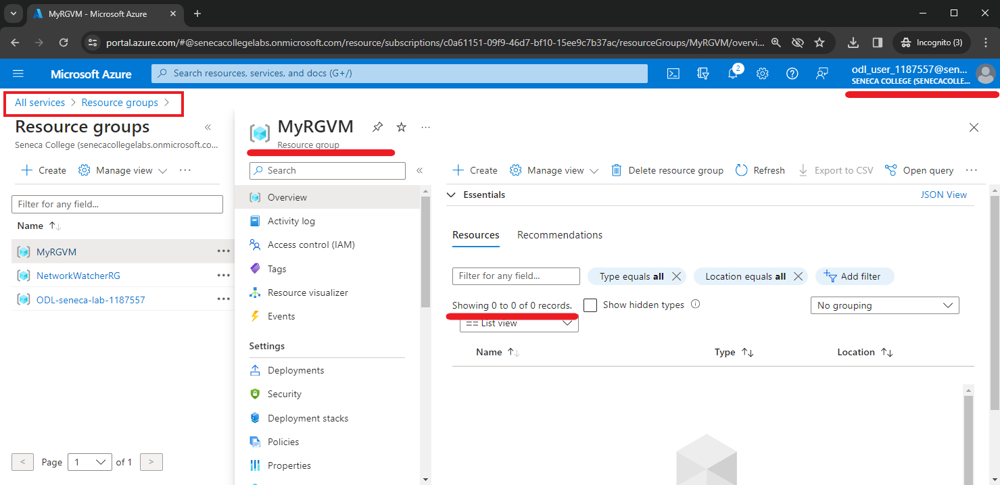 MyRGVM - Microsoft Azure
portal.azure.com/#@senecacollegelabs.onmicrosoft.com/resource/subscriptions/c0a61151-09f9-46d7-bf10-15ee9c7b37ac/resourceGroups/MyRGVM/overvi...
Incognito (3)
Microsoft Azure
Search resources, services, and docs (G+/)
2
odl_user_1187557@sen...
SENECA COLLEGE (SENECACOLLE...
All services > Resource groups >
Resource groups
Seneca College (senecacollegelabs.onmicrosoft.co...
Create Manage view ...
Filter for any field...
Name
MyRGVM ...
NetworkWatcherRG ...
ODL-seneca-lab-1187557 ...
< Page 1 of 1 >
MyRGVM ...
Resource group
Search
Overview
Activity log
Access control (IAM)
Tags
Resource visualizer
Events
Settings
Deployments
Security
Deployment stacks
Policies
Properties
Create Manage view Delete resource group Refresh Export to CSV Open query ...
Essentials JSON View
Resources Recommendations
Filter for any field... Type equals all Location equals all Add filter
Showing 0 to 0 of 0 records. Show hidden types No grouping
List view
Name Type Location